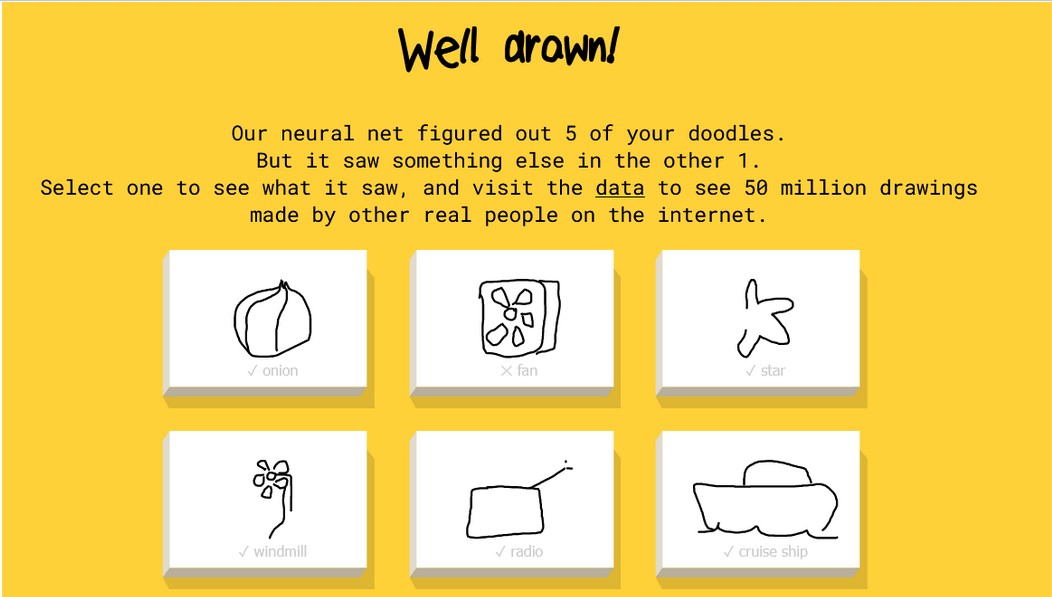 Well drawn!
Our neural net figured out 5 of your doodles.
But it saw something else in the other 1.
Select one to see what it saw, and visit the data to see 50 million drawings
made by other real people on the internet.
✓ onion
✕ fan
✓ star
✓ windmill
✓ radio
✓ cruise ship